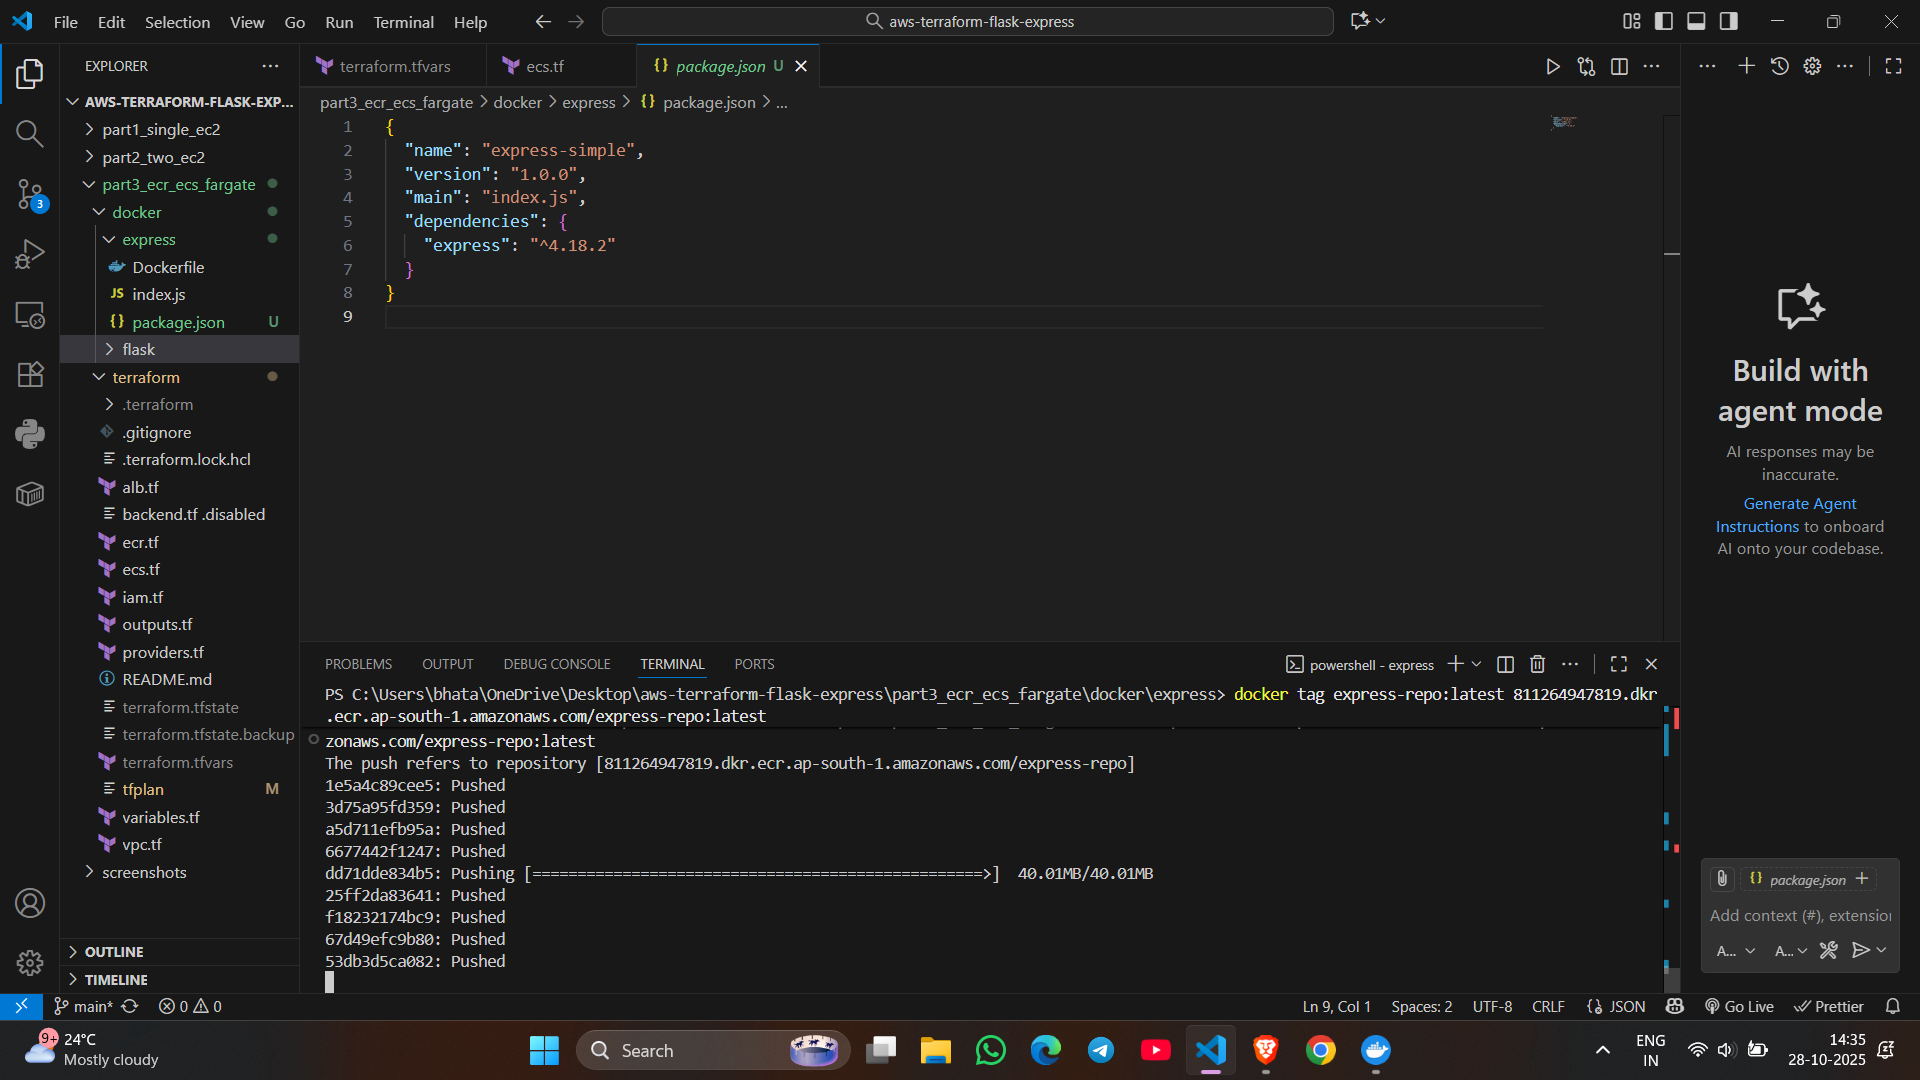 File Edit Selection View Go Run Terminal Help
aws-terraform-flask-express
EXPLORER
AWS-TERRAFORM-FLASK-EXP...
part1_single_ec2
part2_two_ec2
part3_ecr_ecs_fargate
docker
express
Dockerfile
JS index.js
{} package.json U
flask
terraform
.terraform
.gitignore
.terraform.lock.hcl
alb.tf
backend.tf .disabled
ecr.tf
ecs.tf
iam.tf
outputs.tf
providers.tf
README.md
terraform.tfstate
terraform.tfstate.backup
terraform.tfvars
tfplan M
variables.tf
vpc.tf
screenshots
OUTLINE
TIMELINE
3
terraform.tfvars
ecs.tf
{} package.json U
part3_ecr_ecs_fargate > docker > express > {} package.json > ...
1 {
2 "name": "express-simple",
3 "version": "1.0.0",
4 "main": "index.js",
5 "dependencies": {
6 "express": "^4.18.2"
7 }
8 }
9
PROBLEMS OUTPUT DEBUG CONSOLE TERMINAL PORTS
powershell - express
PS C:\Users\bhata\OneDrive\Desktop\aws-terraform-flask-express\part3_ecr_ecs_fargate\docker\express> docker tag express-repo:latest 811264947819.dkr
.ecr.ap-south-1.amazonaws.com/express-repo:latest
zonaws.com/express-repo:latest
The push refers to repository [811264947819.dkr.ecr.ap-south-1.amazonaws.com/express-repo]
1e5a4c89cee5: Pushed
3d75a95fd359: Pushed
a5d711efb95a: Pushed
6677442f1247: Pushed
dd71dde834b5: Pushing [==================================================>] 40.01MB/40.01MB
25ff2da83641: Pushed
f18232174bc9: Pushed
67d49efc9b80: Pushed
53db3d5ca082: Pushed
Build with
agent mode
AI responses may be
inaccurate.
Generate Agent
Instructions to onboard
AI onto your codebase.
{} package.json
Add context (#), extension
A... A...
main* 0 0
Ln 9, Col 1 Spaces: 2 UTF-8 CRLF {} JSON Go Live Prettier
9+
24°C
Mostly cloudy
Search
ENG
IN
14:35
28-10-2025